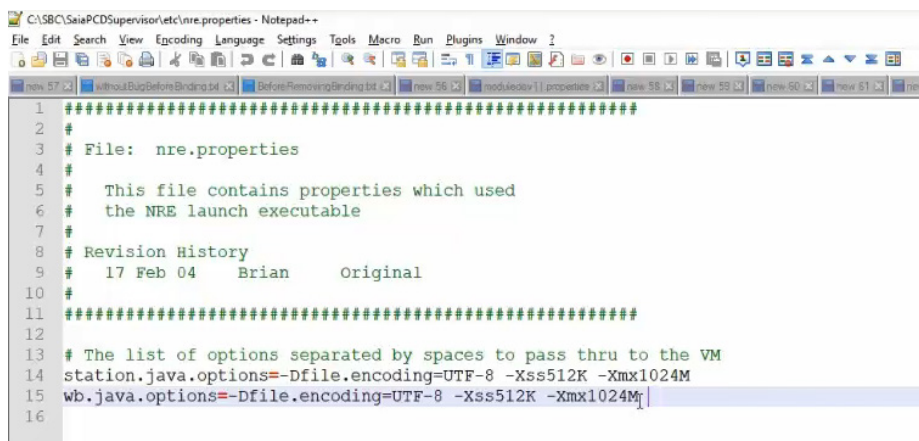 C:\SBC\SaiaPCDSupervisor\etc\nre.properties - Notepad++
File Edit Search View Encoding Language Settings Tools Macro Run Plugins Window ?
new 57 withoutBugBeforeBinding.txt BeforeRemovingBinding.txt new 56 new 58 new 59 new 60 new 61
1 ########################################################
2 #
3 # File: nre.properties
4 #
5 # This file contains properties which used
6 # the NRE launch executable
7 #
8 # Revision History
9 # 17 Feb 04 Brian Original
10 #
11 ########################################################
12
13 # The list of options separated by spaces to pass thru to the VM
14 station.java.options=-Dfile.encoding=UTF-8 -Xss512K -Xmx1024M
15 wb.java.options=-Dfile.encoding=UTF-8 -Xss512K -Xmx1024M
16